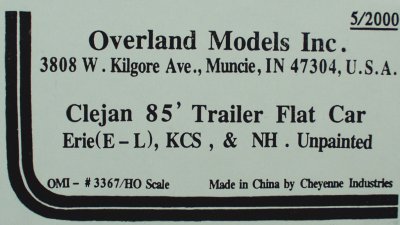 5/2000
Overland Models Inc.
3808 W. Kilgore Ave., Muncie, IN 47304, U.S.A.
Clejan 85' Trailer Flat Car
Erie(E-L), KCS, & NH. Unpainted
OMI-#3367/HO Scale Made in China by Cheyenne Industries